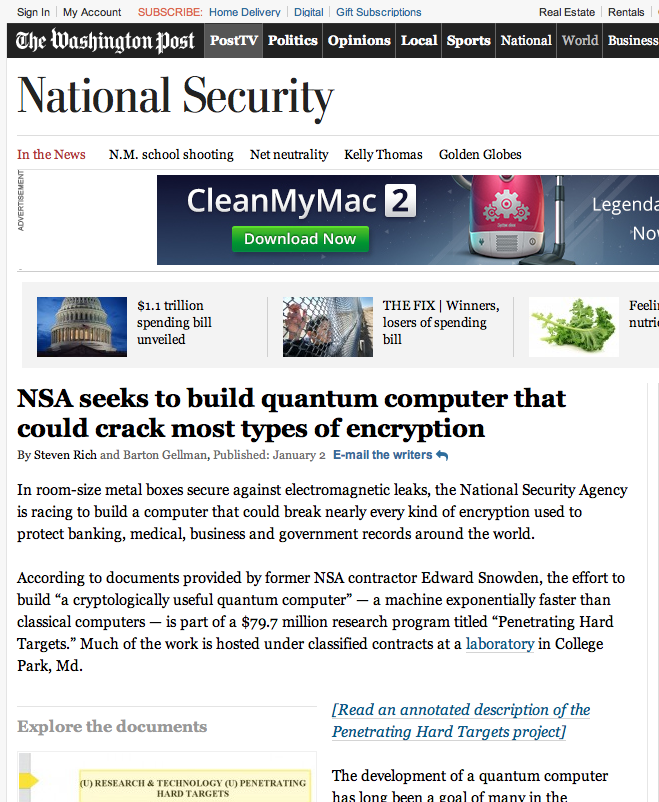 Sign In My Account SUBSCRIBE: Home Delivery Digital Gift Subscriptions Real Estate Rentals
The Washington Post PostTV Politics Opinions Local Sports National World Business
National Security
In the News N.M. school shooting Net neutrality Kelly Thomas Golden Globes
ADVERTISEMENT
CleanMyMac 2
Download Now
Legenda
Nov
$1.1 trillion
spending bill
unveiled
THE FIX | Winners,
losers of spending
bill
Feelin
nutrie
NSA seeks to build quantum computer that
could crack most types of encryption
By Steven Rich and Barton Gellman, Published: January 2 E-mail the writers
In room-size metal boxes secure against electromagnetic leaks, the National Security Agency
is racing to build a computer that could break nearly every kind of encryption used to
protect banking, medical, business and government records around the world.
According to documents provided by former NSA contractor Edward Snowden, the effort to
build “a cryptologically useful quantum computer” — a machine exponentially faster than
classical computers — is part of a $79.7 million research program titled “Penetrating Hard
Targets.” Much of the work is hosted under classified contracts at a laboratory in College
Park, Md.
Explore the documents
(U) RESEARCH & TECHNOLOGY (U) PENETRATING
HARD TARGETS
[Read an annotated description of the
Penetrating Hard Targets project]
The development of a quantum computer
has long been a goal of many in the